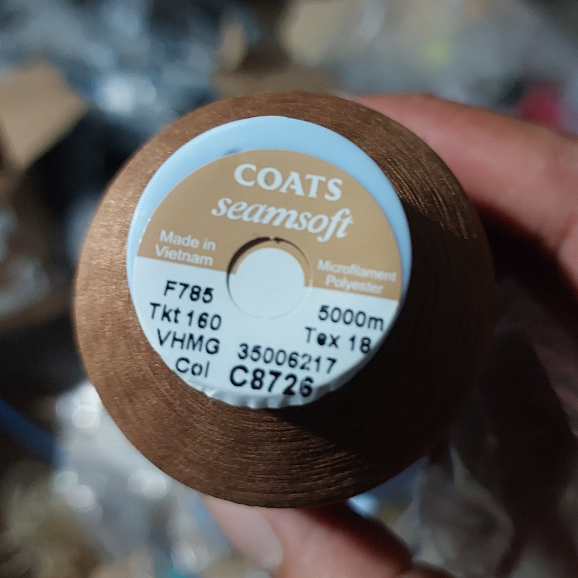 COATS
seamsoft
Made in
Vietnam
Microfilament
Polyester
F785
5000m
Tkt 160
Tex 18
VHMG 35006217
Col C8726